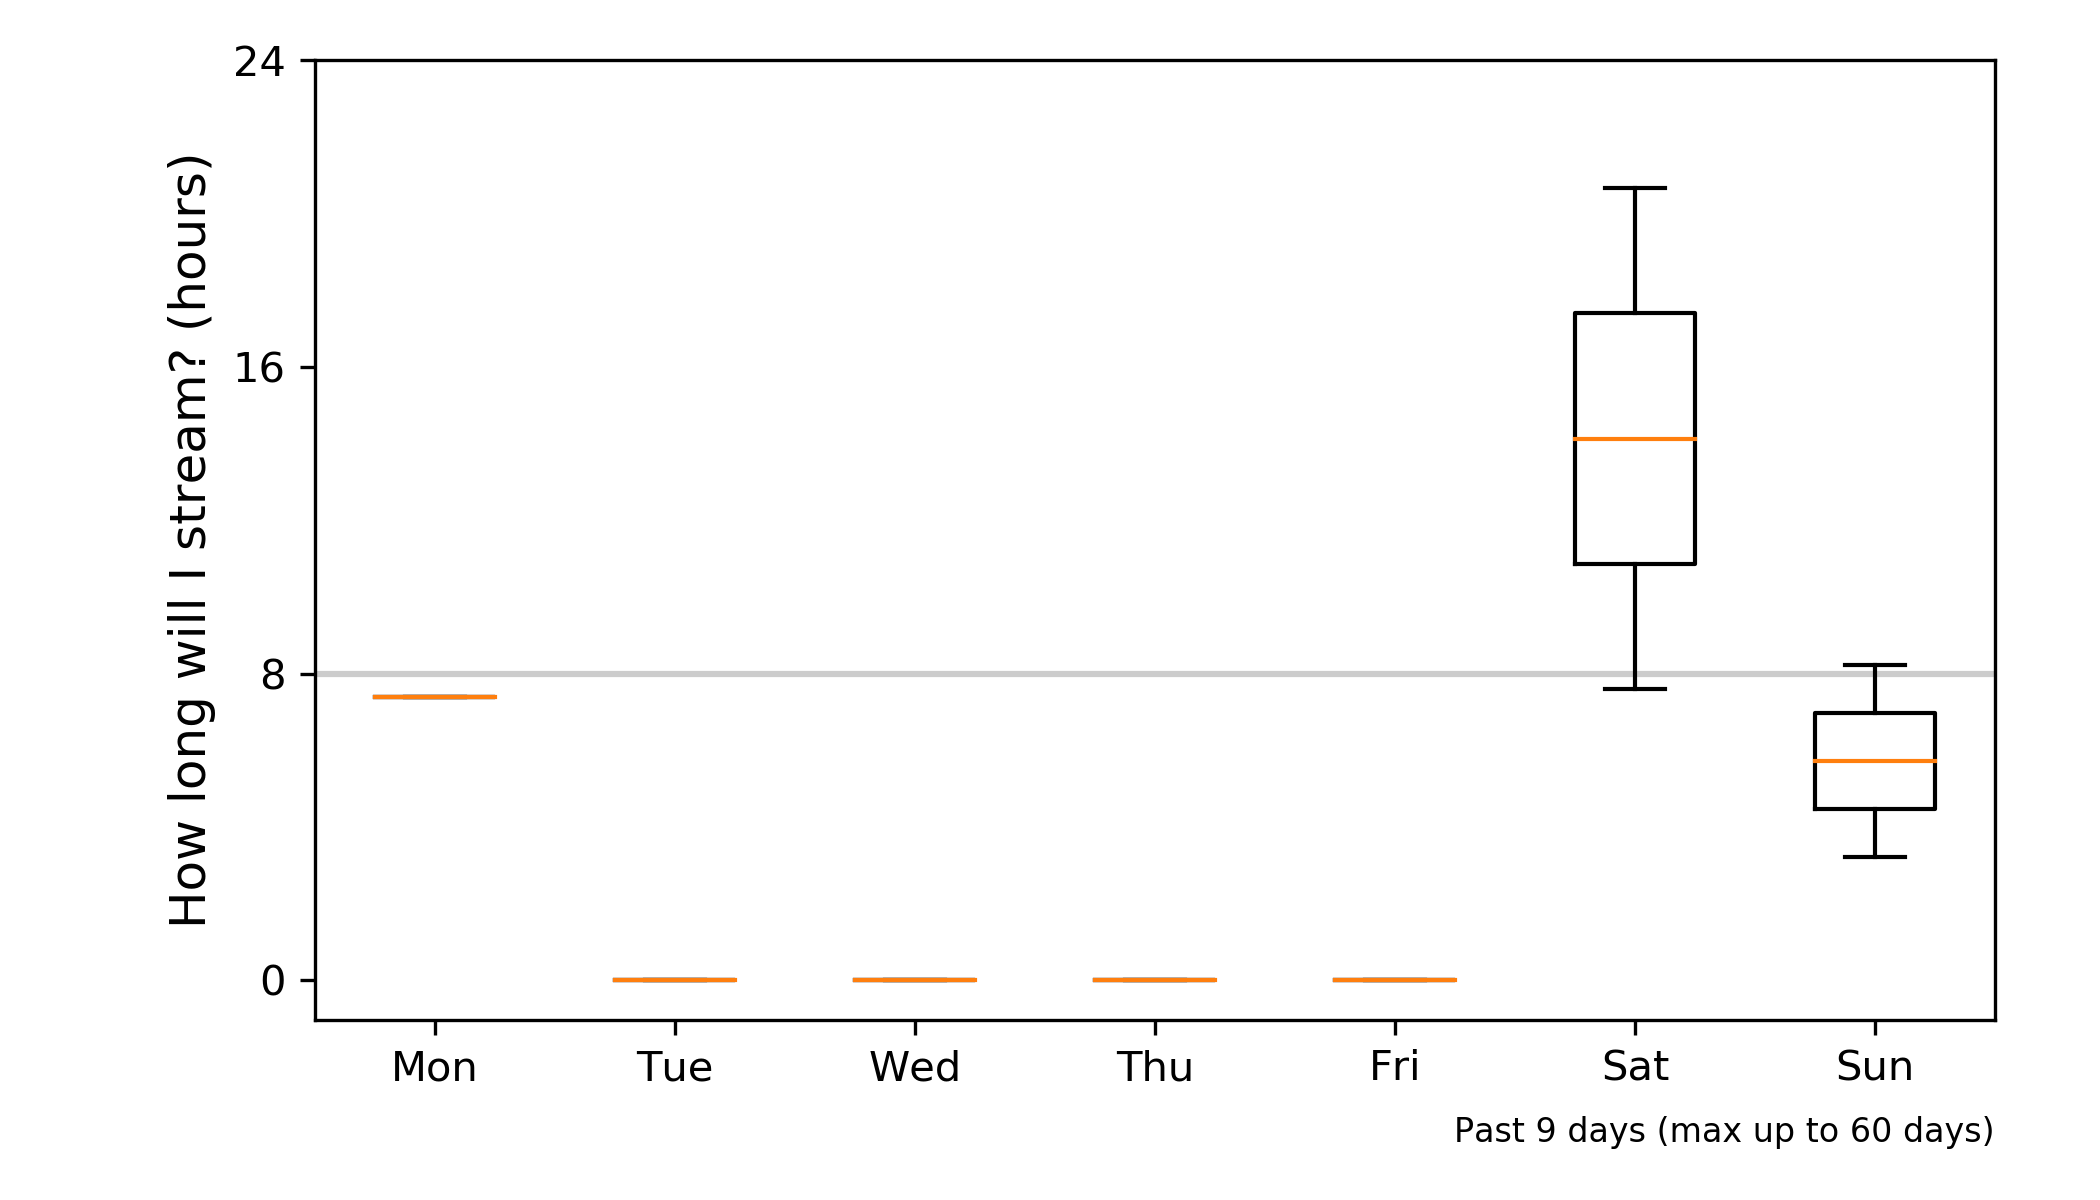 How long will I stream? (hours)
24
16
8
0
Mon Tue Wed Thu Fri Sat Sun
Past 9 days (max up to 60 days)